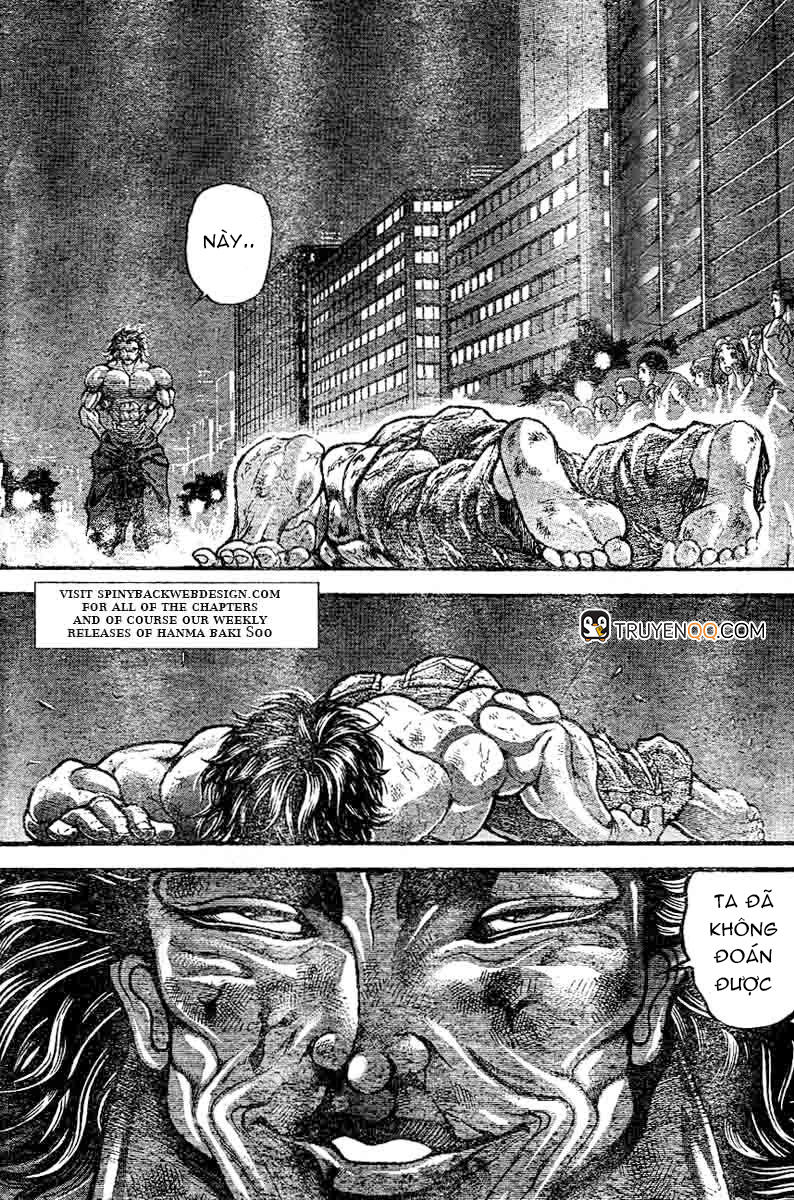 NÀY..
VISIT SPINYBACKWEBDESIGN.COM
FOR ALL OF THE CHAPTERS
AND OF COURSE OUR WEEKLY
RELEASES OF HANMA BAKI SOO
TRUYENQQ.COM
TA ĐÃ
KHÔNG
ĐOÁN
ĐƯỢC